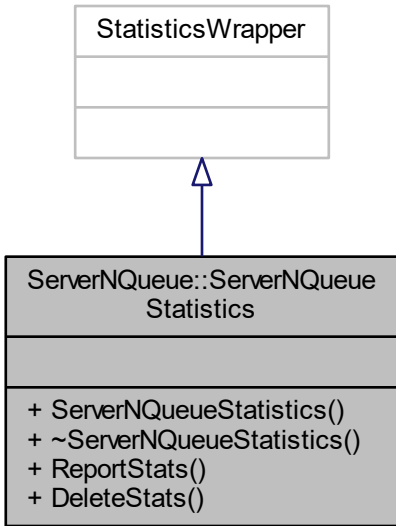 StatisticsWrapper
ServerNQueue::ServerNQueue
Statistics
+ ServerNQueueStatistics()
+ ~ServerNQueueStatistics()
+ ReportStats()
+ DeleteStats()